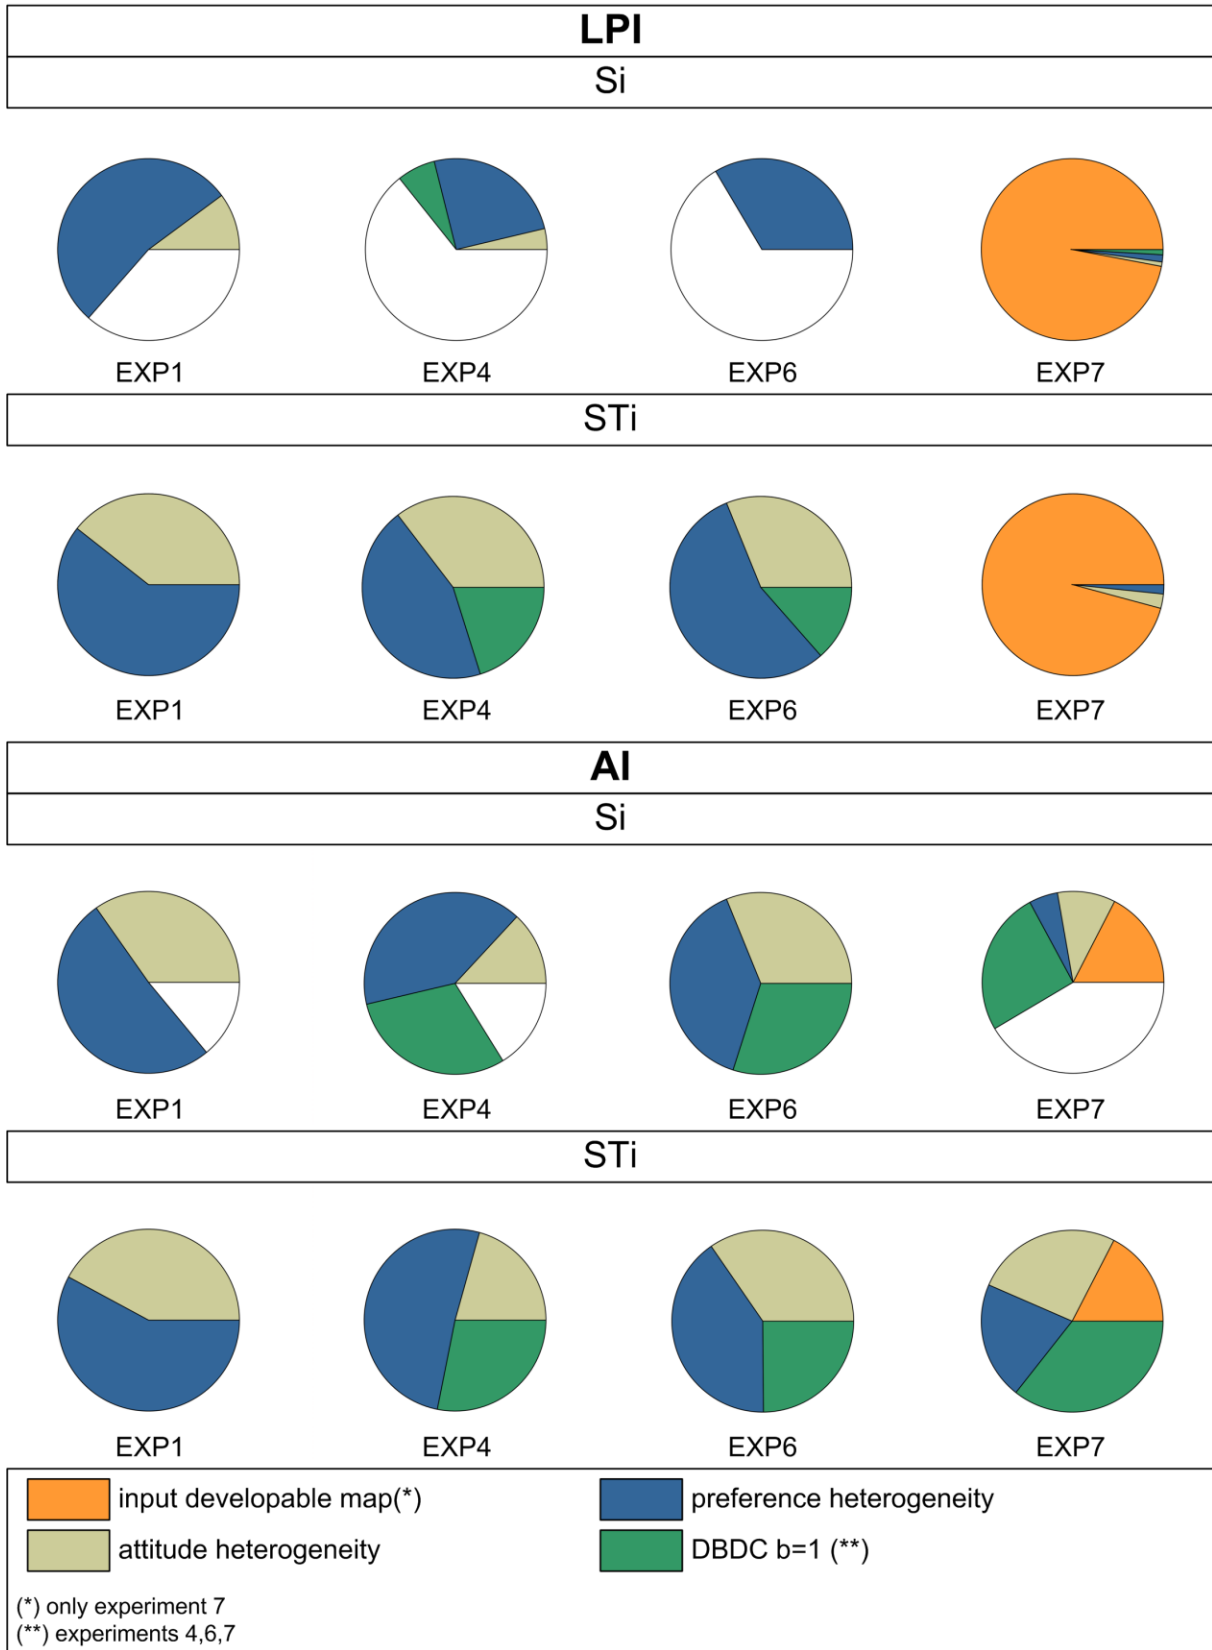 LPI
Si
EXP1 EXP4 EXP6 EXP7
STi
EXP1 EXP4 EXP6 EXP7
AI
Si
EXP1 EXP4 EXP6 EXP7
STi
EXP1 EXP4 EXP6 EXP7
input developable map(*) preference heterogeneity
attitude heterogeneity DBDC b=1 (**)
(*) only experiment 7
(**) experiments 4,6,7